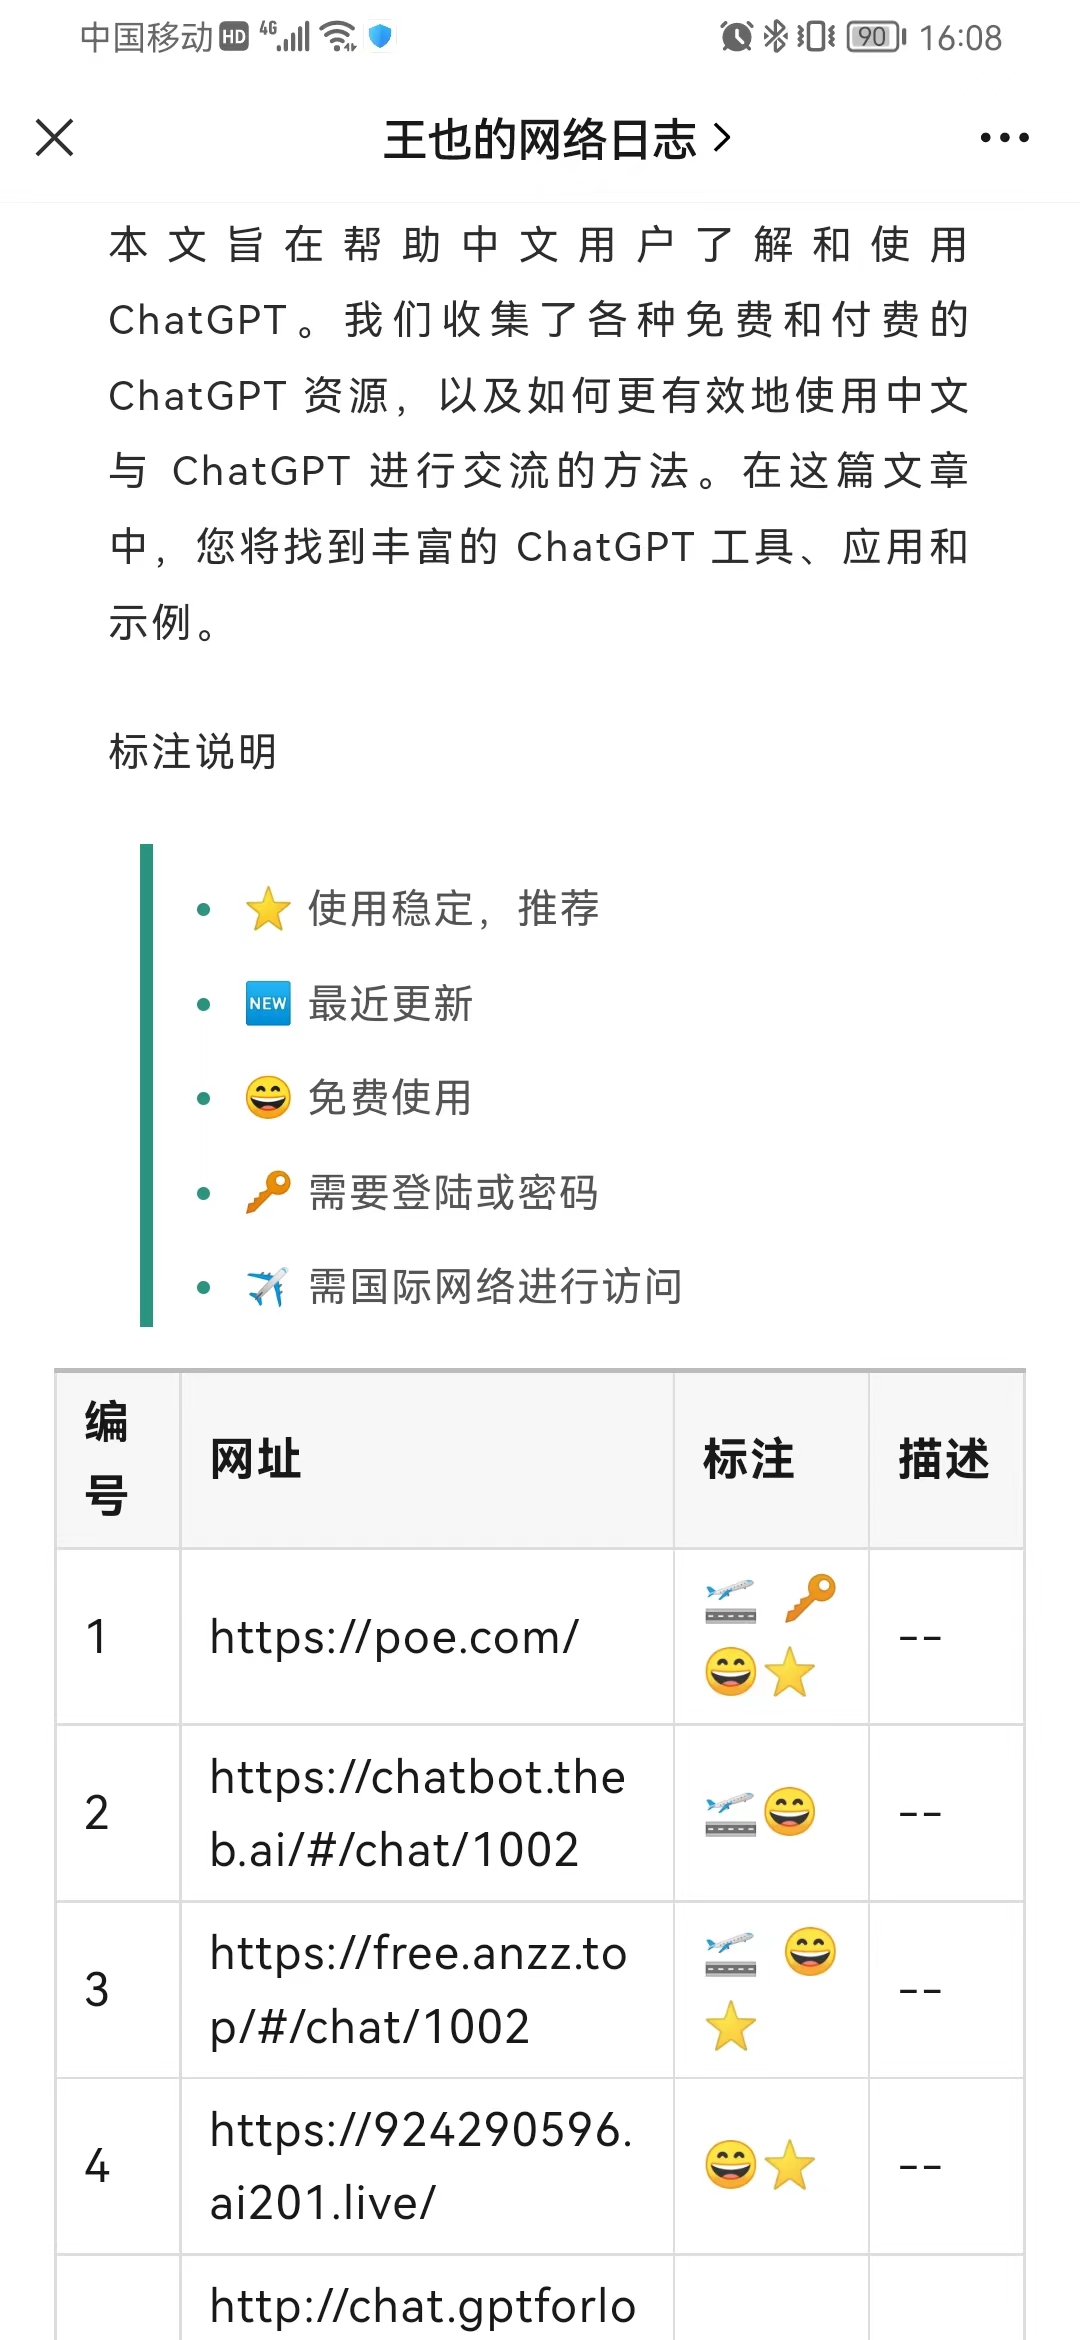 中国移动 HD 4G 90 16:08
王也的网络日志
本文旨在帮助中文用户了解和使用
ChatGPT。我们收集了各种免费和付费的
ChatGPT 资源，以及如何更有效地使用中文
与 ChatGPT 进行交流的方法。在这篇文章
中，您将找到丰富的 ChatGPT 工具、应用和
示例。
标注说明
⭐ 使用稳定，推荐
🆕 最近更新
😄 免费使用
🔑 需要登陆或密码
✈️ 需国际网络进行访问
编号 网址 标注 描述
1 https://poe.com/ 🛫 🔑 😄⭐ --
2 https://chatbot.the
b.ai/#/chat/1002 🛫😄 --
3 https://free.anzz.to
p/#/chat/1002 🛫 😄 ⭐ --
4 https://924290596.
ai201.live/ 😄⭐ --
http://chat.gptforlo